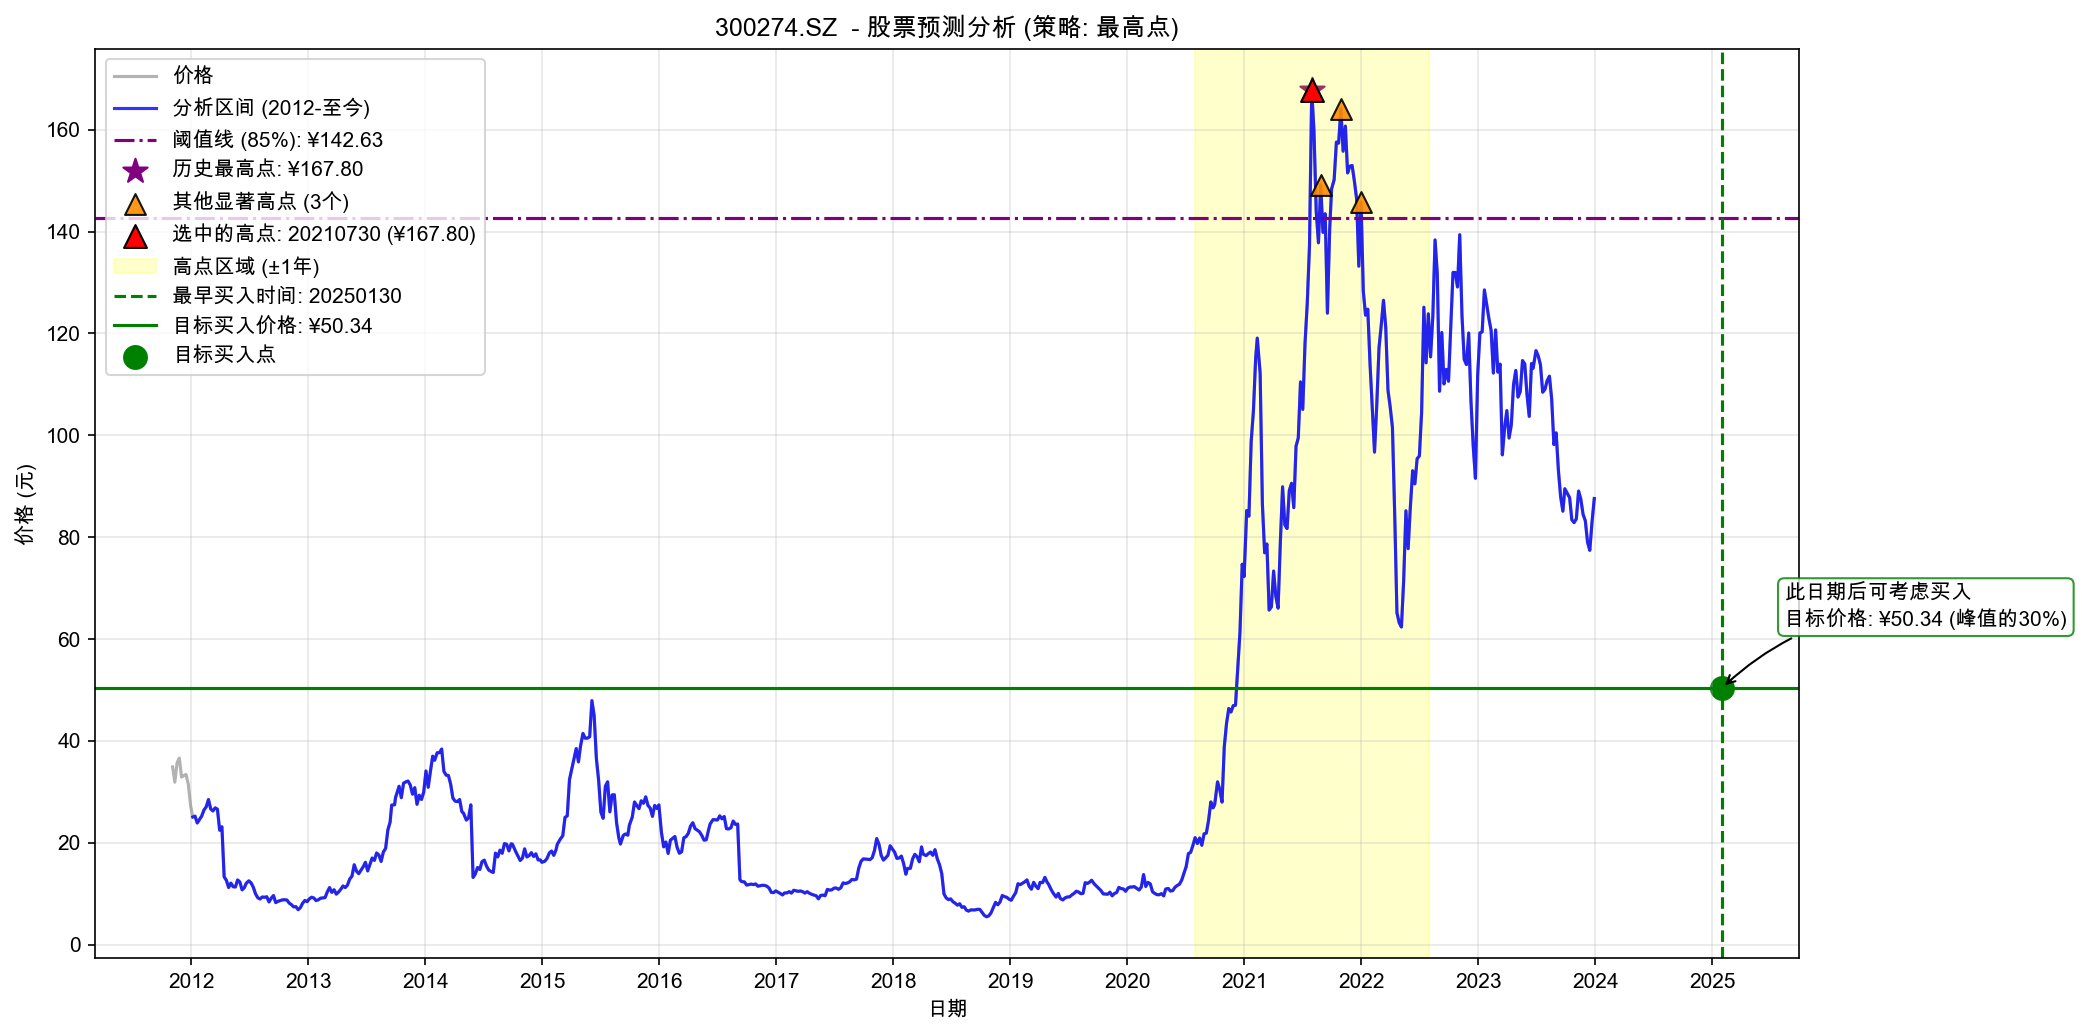 300274.SZ - 股票预测分析 (策略: 最高点)
价格
分析区间 (2012-至今)
阈值线 (85%): ¥142.63
历史最高点: ¥167.80
其他显著高点 (3个)
选中的高点: 20210730 (¥167.80)
高点区域 (±1年)
最早买入时间: 20250130
目标买入价格: ¥50.34
目标买入点
160
140
120
100
80
60
40
20
0
价格 (元)
此日期后可考虑买入
目标价格: ¥50.34 (峰值的30%)
2012 2013 2014 2015 2016 2017 2018 2019 2020 2021 2022 2023 2024 2025
日期